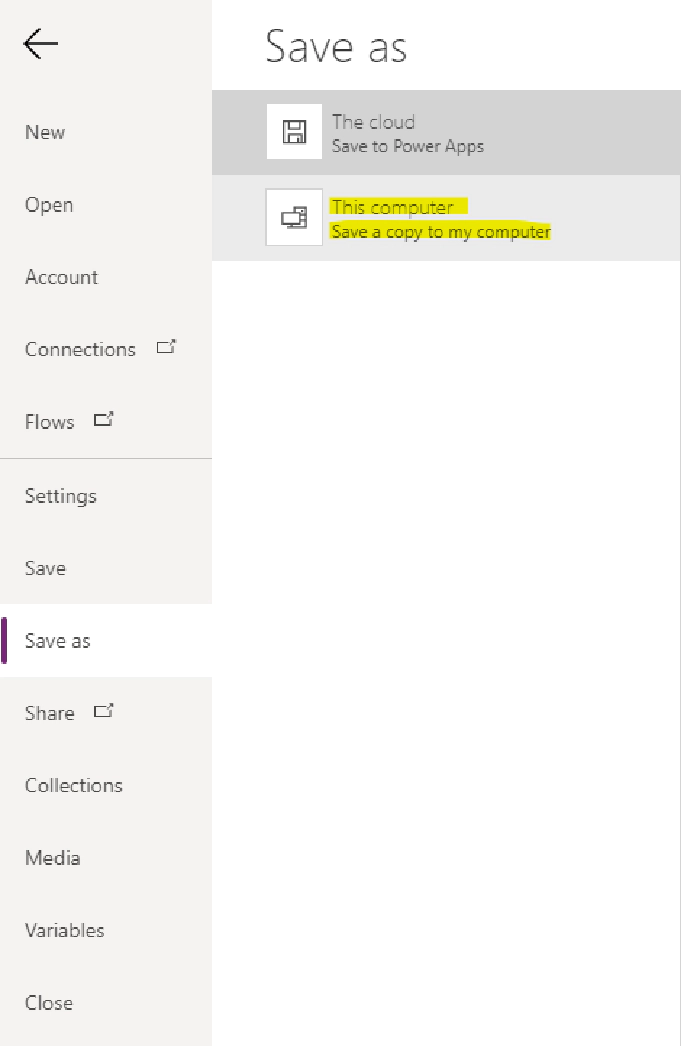 Save as
New
Open
Account
Connections
Flows
Settings
Save
Save as
Share
Collections
Media
Variables
Close
The cloud
Save to Power Apps
This computer
Save a copy to my computer